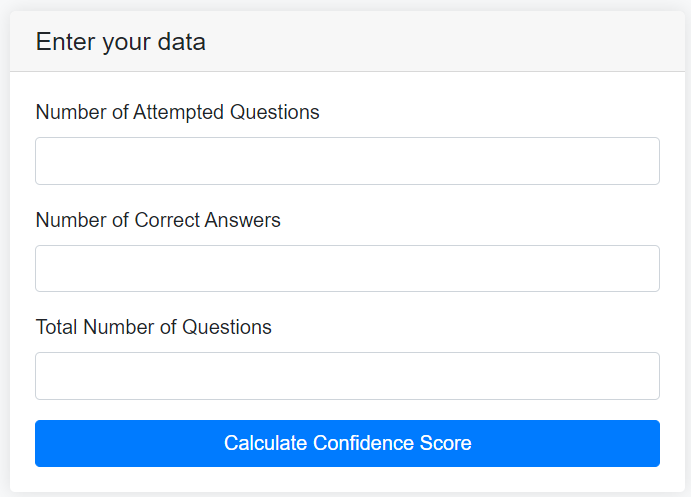 Enter your data
Number of Attempted Questions
Number of Correct Answers
Total Number of Questions
Calculate Confidence Score